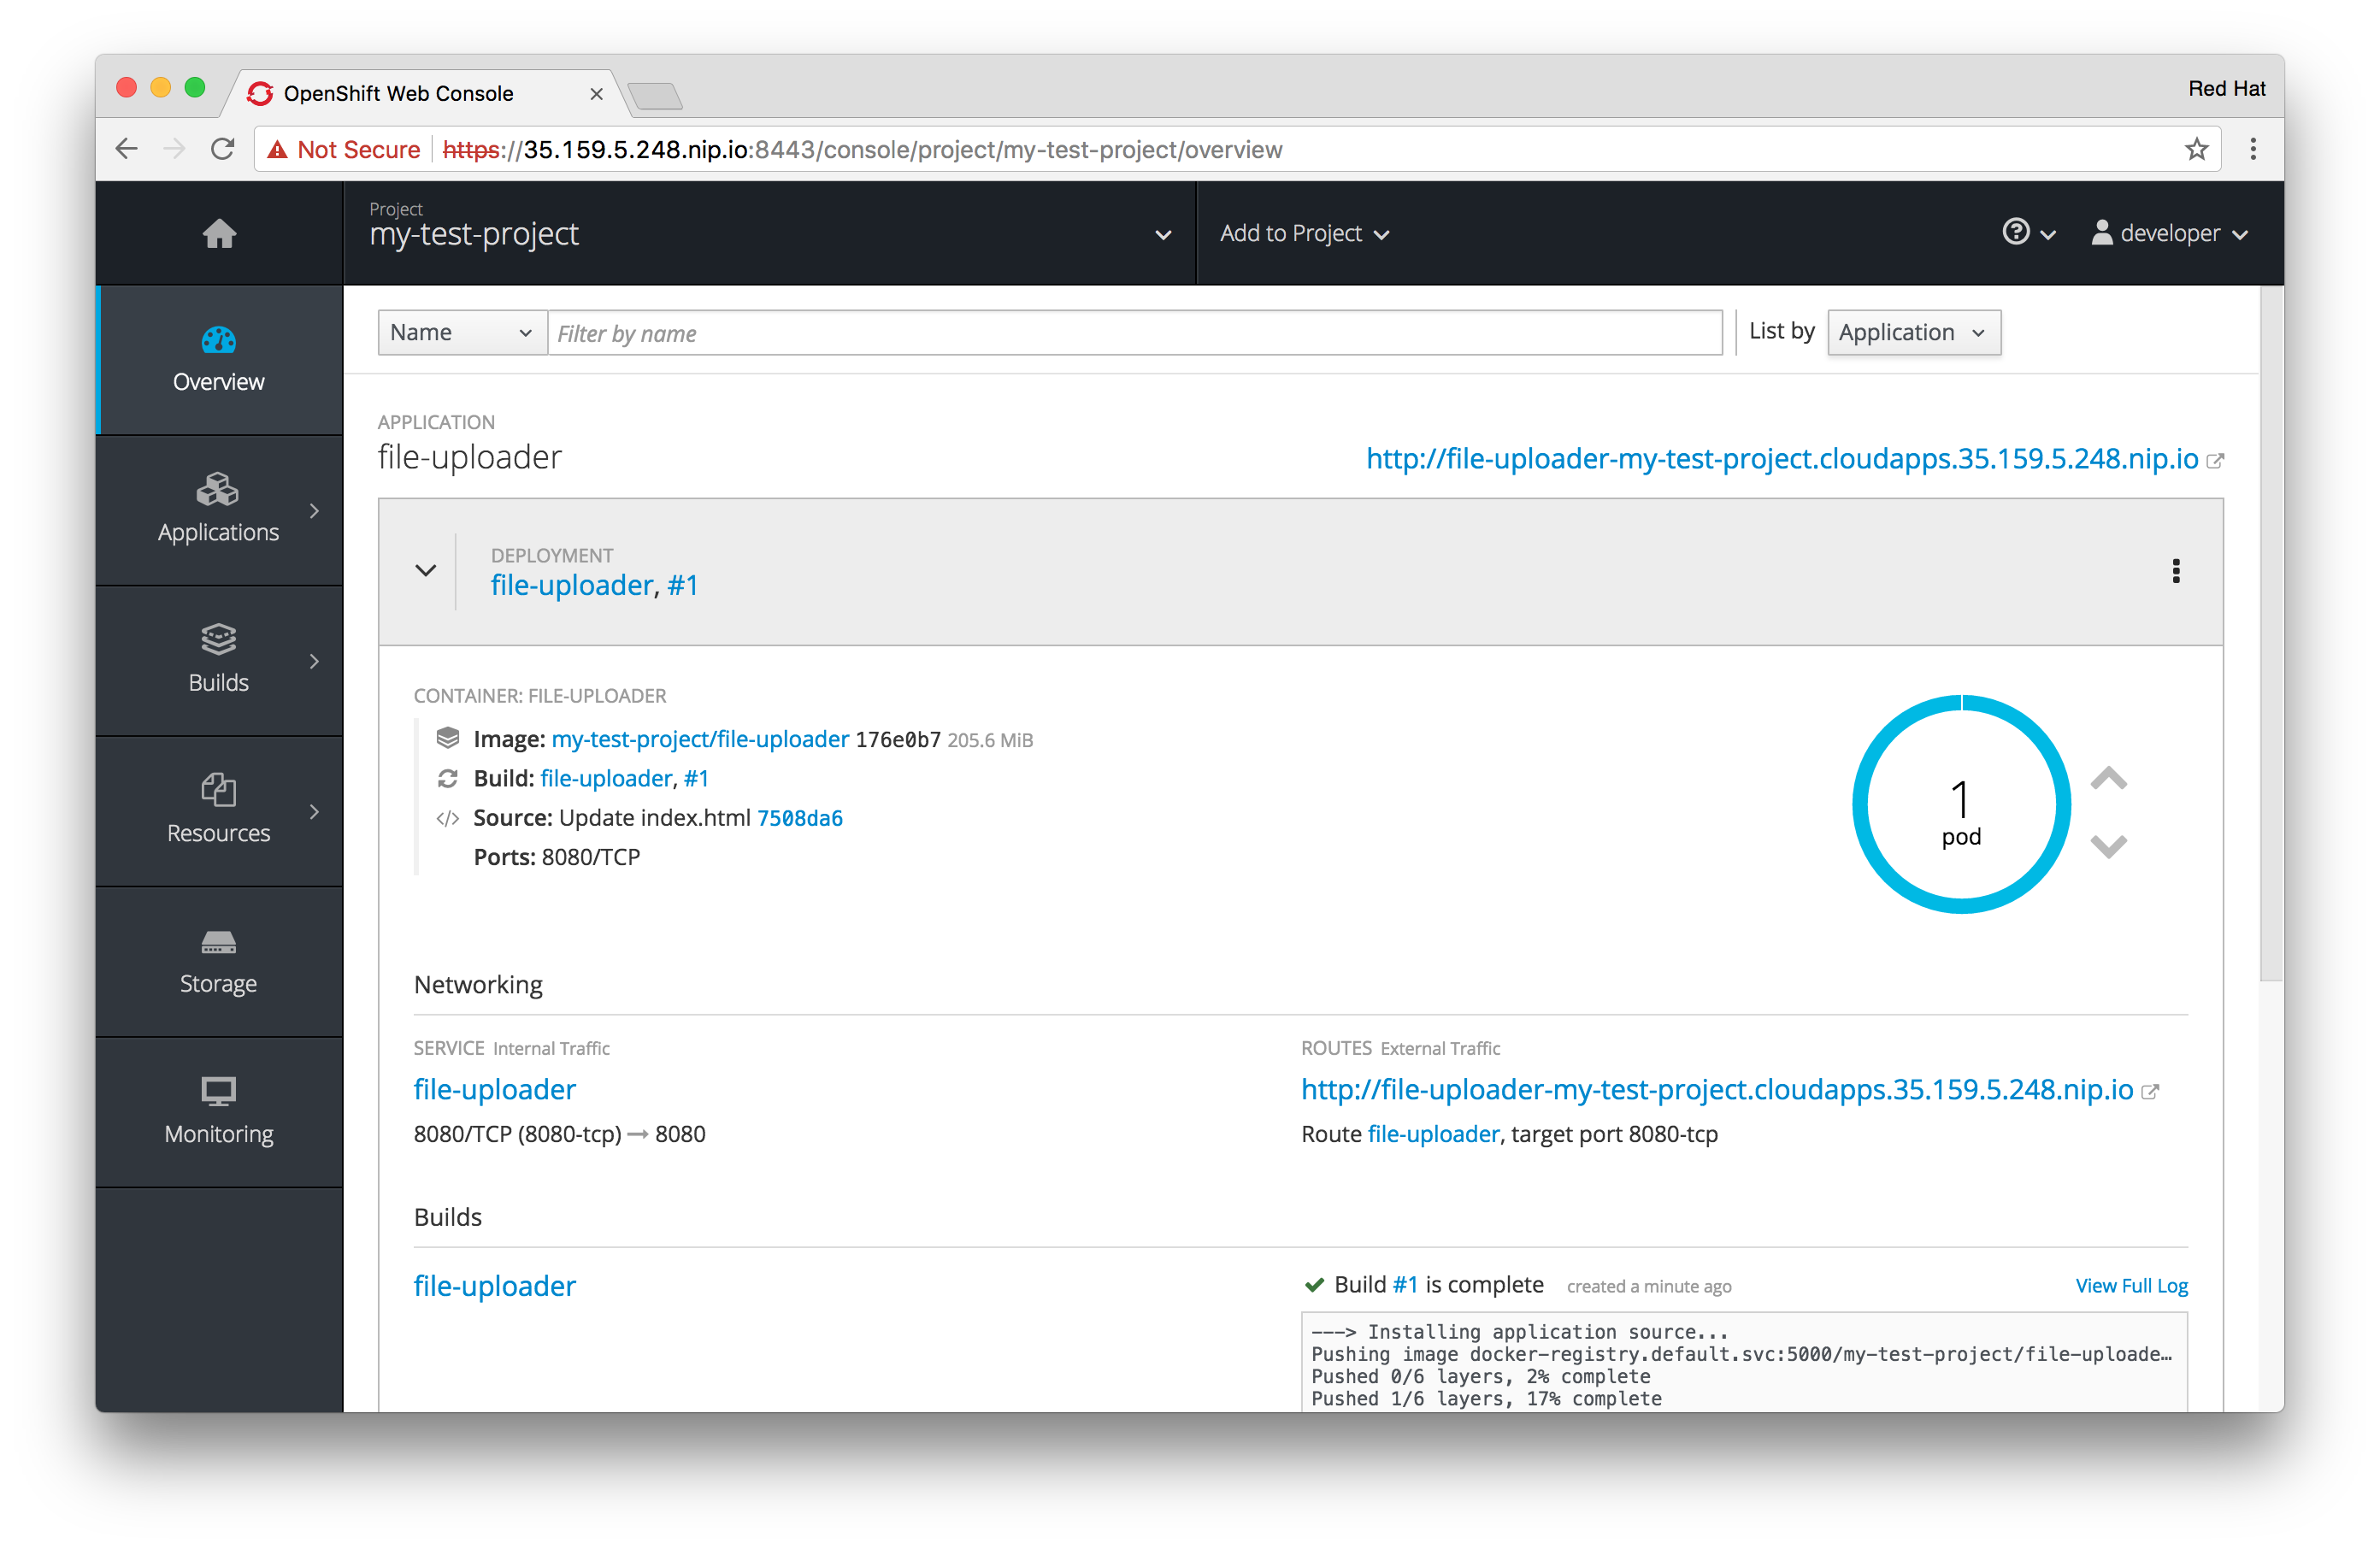 OpenShift Web Console
Red Hat
Not Secure https://35.159.5.248.nip.io:8443/console/project/my-test-project/overview
Project
my-test-project
Add to Project
developer
Overview
Applications
Builds
Resources
Storage
Monitoring
Name Filter by name List by Application
APPLICATION
file-uploader http://file-uploader-my-test-project.cloudapps.35.159.5.248.nip.io
DEPLOYMENT
file-uploader, #1
CONTAINER: FILE-UPLOADER
Image: my-test-project/file-uploader 176e0b7 205.6 MiB
Build: file-uploader, #1
Source: Update index.html 7508da6
Ports: 8080/TCP
1
pod
Networking
SERVICE Internal Traffic
file-uploader
8080/TCP (8080-tcp) → 8080
ROUTES External Traffic
http://file-uploader-my-test-project.cloudapps.35.159.5.248.nip.io
Route file-uploader, target port 8080-tcp
Builds
file-uploader
Build #1 is complete created a minute ago View Full Log
---> Installing application source...
Pushing image docker-registry.default.svc:5000/my-test-project/file-uploade…
Pushed 0/6 layers, 2% complete
Pushed 1/6 layers, 17% complete